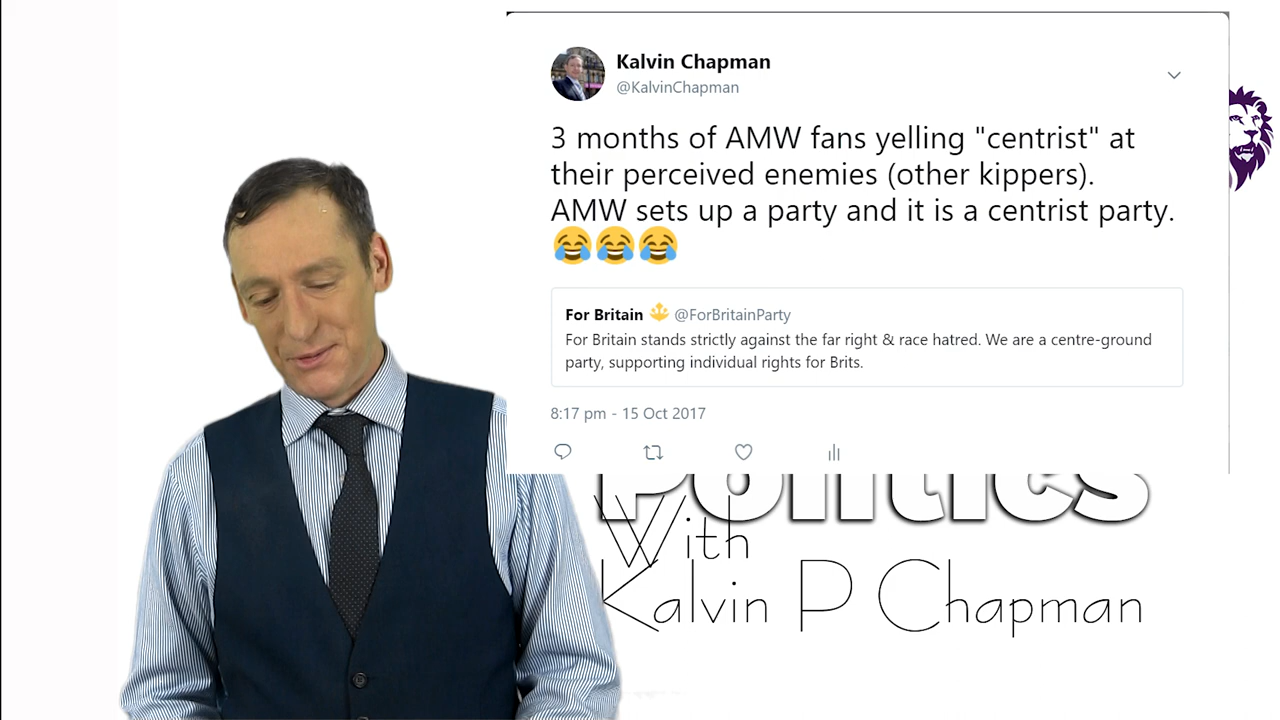 Kalvin Chapman
@KalvinChapman
3 months of AMW fans yelling "centrist" at
their perceived enemies (other kippers).
AMW sets up a party and it is a centrist party.
😂😂😂
For Britain @ForBritainParty
For Britain stands strictly against the far right & race hatred. We are a centre-ground
party, supporting individual rights for Brits.
8:17 pm - 15 Oct 2017
Politics
With
Kalvin P Chapman